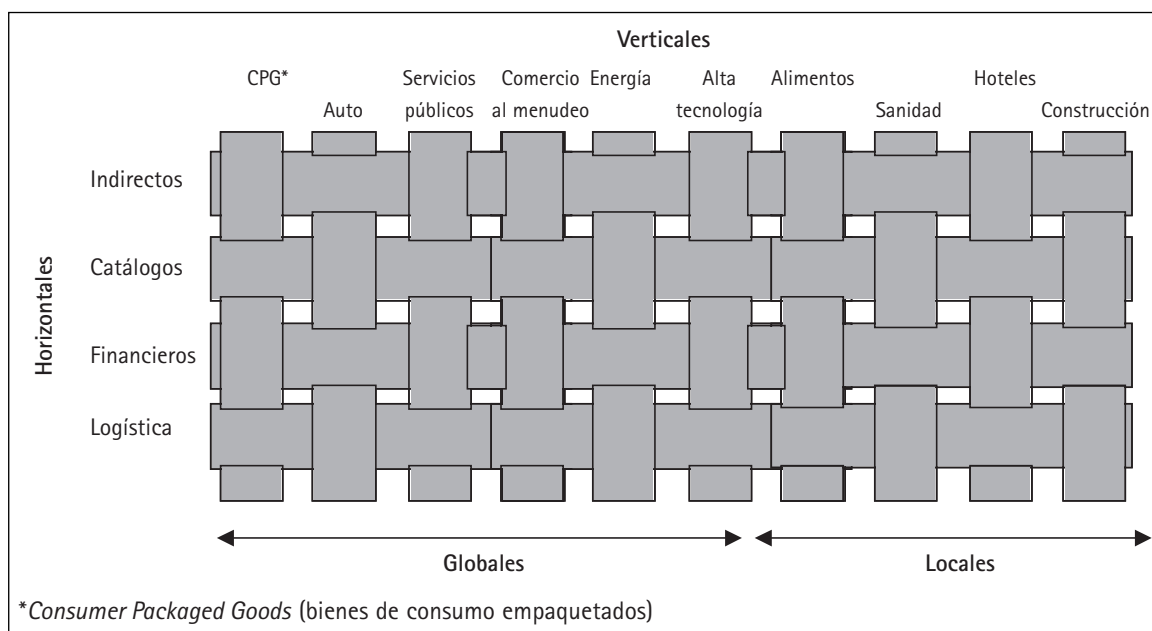 Verticales
CPG* Servicios Comercio Energía Alta Alimentos Hoteles
Auto públicos al menudeo tecnología Sanidad Construcción
Horizontales
Indirectos
Catálogos
Financieros
Logística
Globales Locales
*Consumer Packaged Goods (bienes de consumo empaquetados)